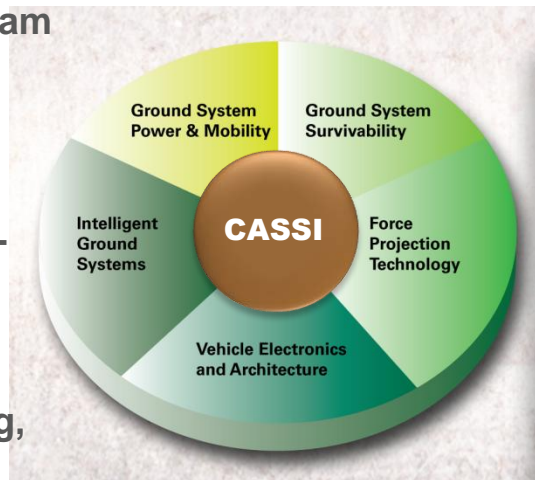 am
Ground System
Power & Mobility
Ground System
Survivability
Intelligent
Ground
Systems
CASSI
Force
Projection
Technology
-
Vehicle Electronics
and Architecture
g,